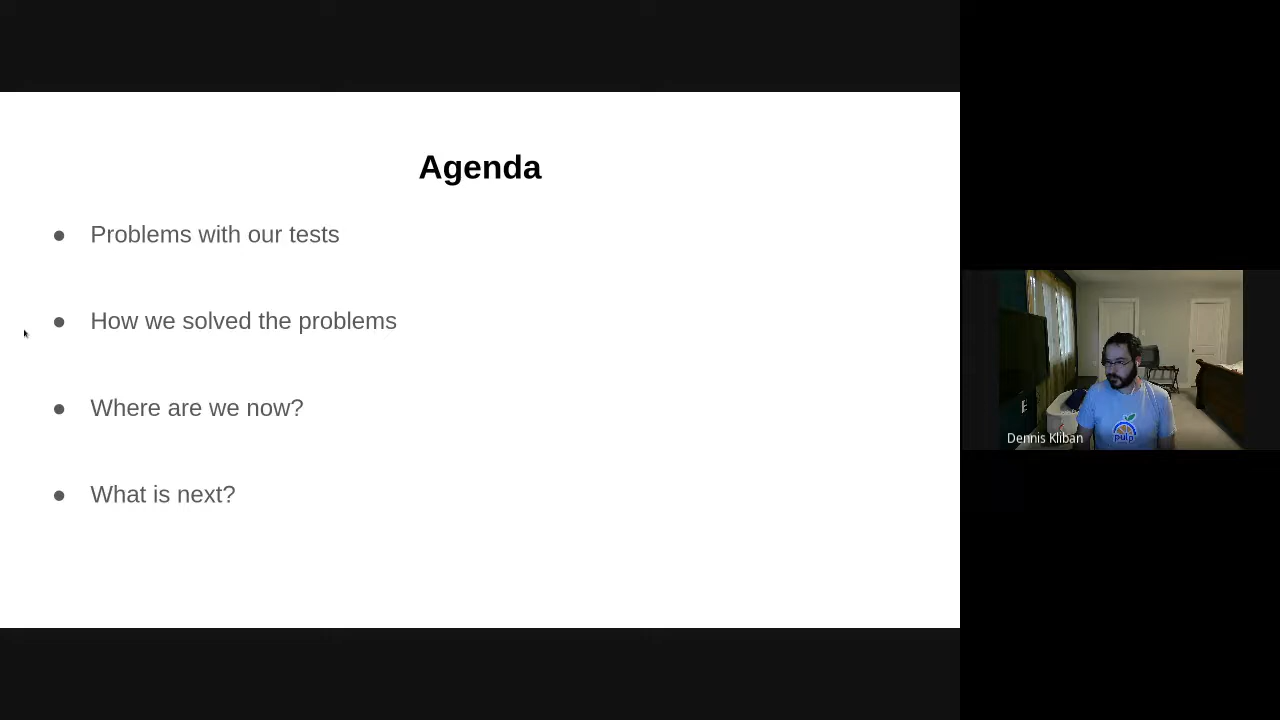 Agenda
● Problems with our tests
● How we solved the problems
● Where are we now?
● What is next?
Dennis Kliban
pulp